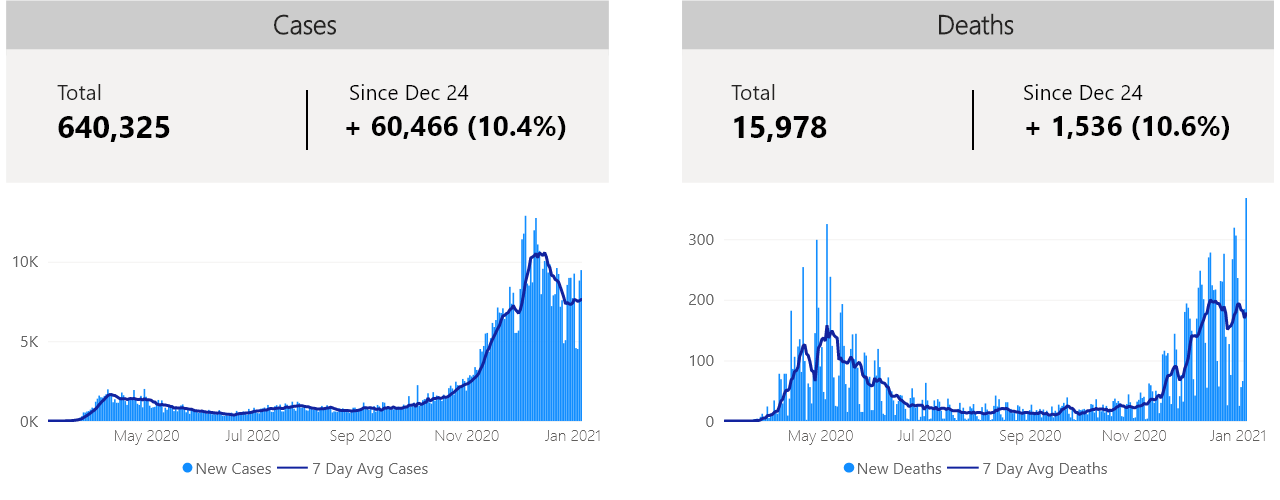 Cases
Total
640,325
Since Dec 24
+ 60,466 (10.4%)
10K
5K
0K
May 2020 Jul 2020 Sep 2020 Nov 2020 Jan 2021
New Cases 7 Day Avg Cases
Deaths
Total
15,978
Since Dec 24
+ 1,536 (10.6%)
300
200
100
0
May 2020 Jul 2020 Sep 2020 Nov 2020 Jan 2021
New Deaths 7 Day Avg Deaths